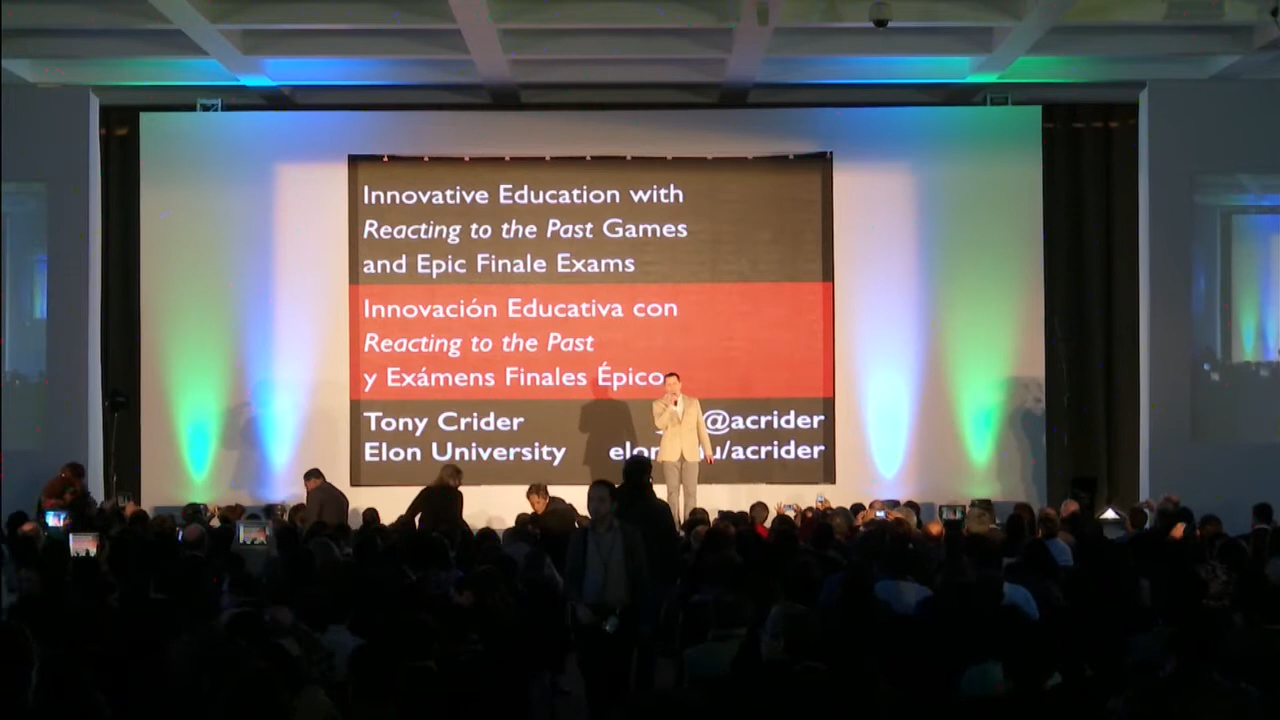 Innovative Education with
Reacting to the Past Games
and Epic Finale Exams
Innovación Educativa con
Reacting to the Past
y Exámens Finales Épico
Tony Crider
@acrider
Elon University
/acrider